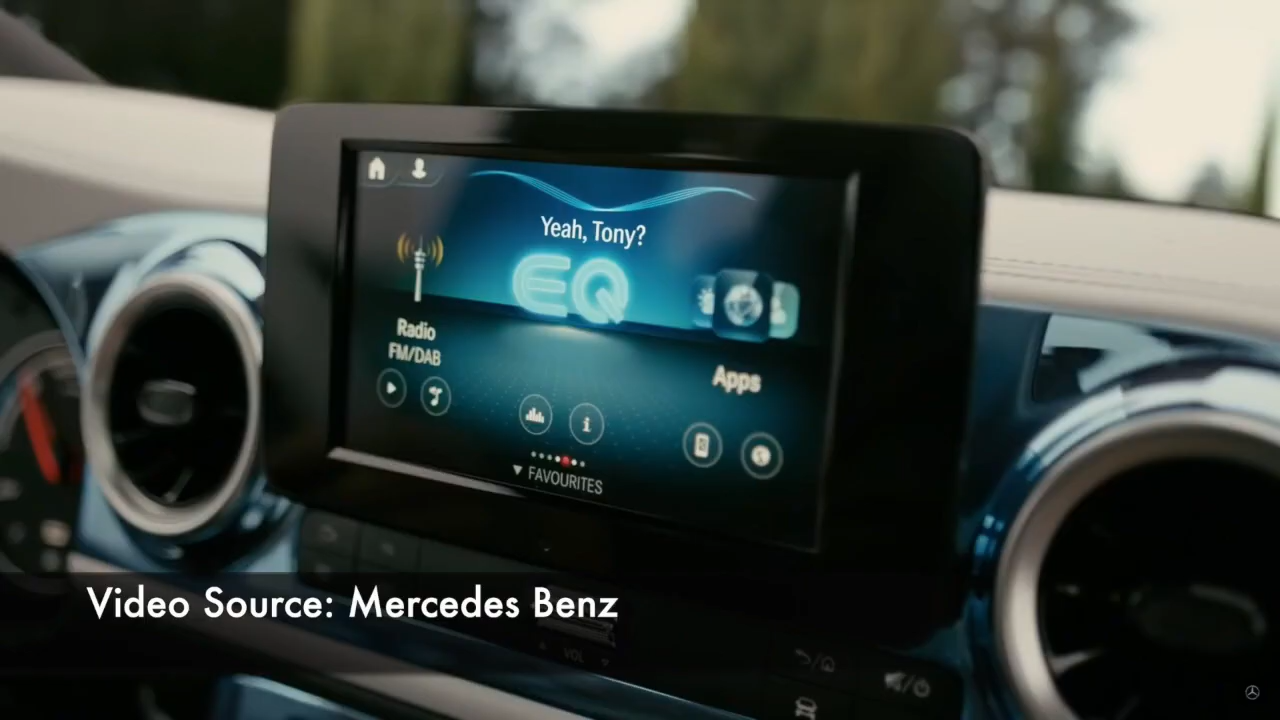 Yeah, Tony?
EQ
Radio
FM/DAB
Apps
i
▼ FAVOURITES
Video Source: Mercedes Benz
VOL